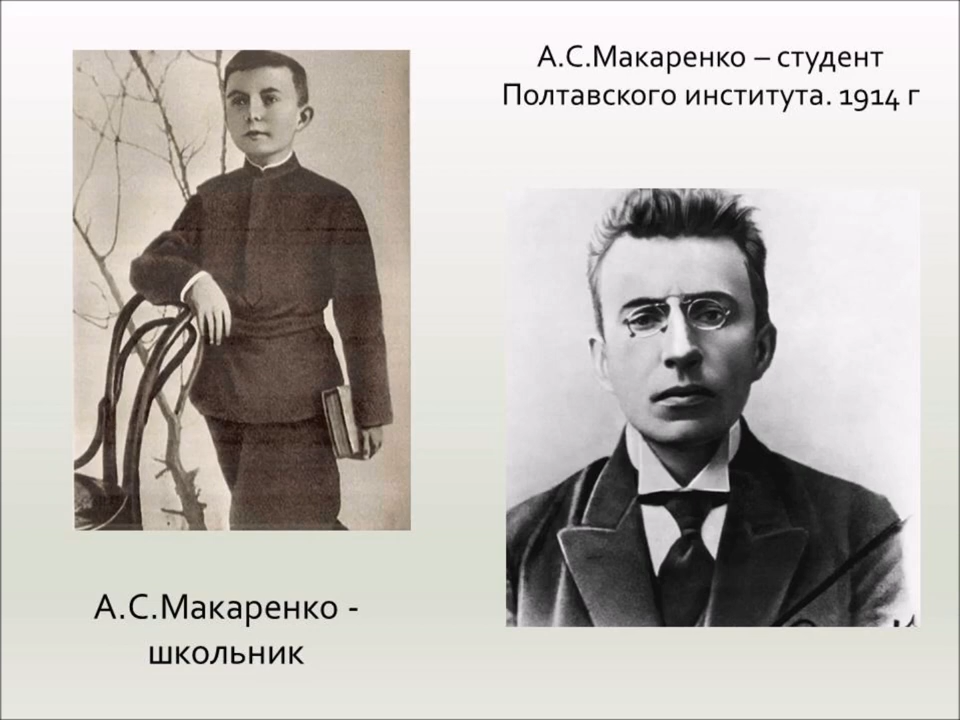 А.С.Макаренко – студент
Полтавского института. 1914 г
А.С.Макаренко -
школьник